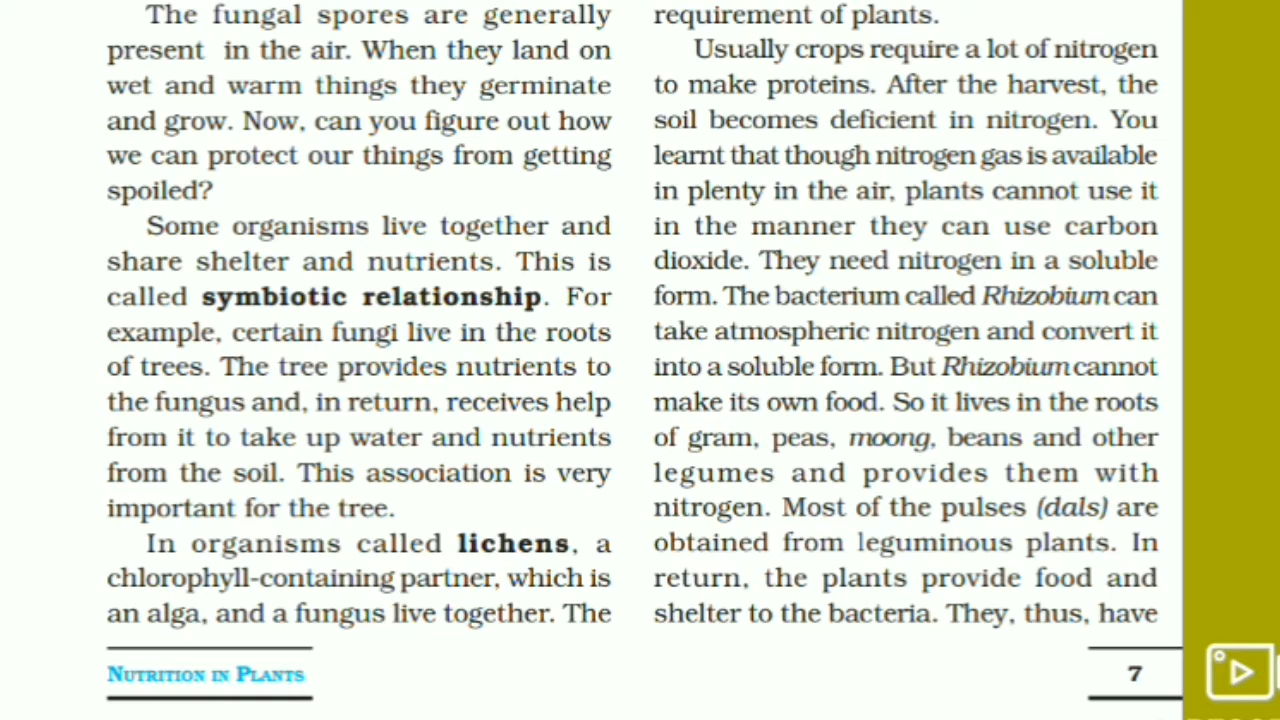 The fungal spores are generally
present in the air. When they land on
wet and warm things they germinate
and grow. Now, can you figure out how
we can protect our things from getting
spoiled?
Some organisms live together and
share shelter and nutrients. This is
called symbiotic relationship. For
example, certain fungi live in the roots
of trees. The tree provides nutrients to
the fungus and, in return, receives help
from it to take up water and nutrients
from the soil. This association is very
important for the tree.
In organisms called lichens, a
chlorophyll-containing partner, which is
an alga, and a fungus live together. The
requirement of plants.
Usually crops require a lot of nitrogen
to make proteins. After the harvest, the
soil becomes deficient in nitrogen. You
learnt that though nitrogen gas is available
in plenty in the air, plants cannot use it
in the manner they can use carbon
dioxide. They need nitrogen in a soluble
form. The bacterium called Rhizobium can
take atmospheric nitrogen and convert it
into a soluble form. But Rhizobium cannot
make its own food. So it lives in the roots
of gram, peas, moong, beans and other
legumes and provides them with
nitrogen. Most of the pulses (dals) are
obtained from leguminous plants. In
return, the plants provide food and
shelter to the bacteria. They, thus, have
NUTRITION IN PLANTS
7